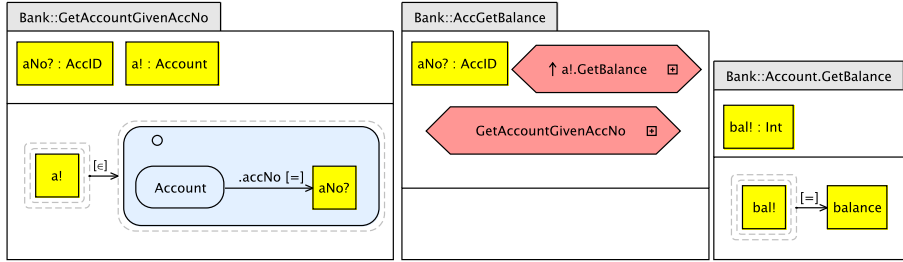 Bank::GetAccountGivenAccNo
aNo? : AccID
a! : Account
a!
[∈]
Account
.accNo [=]
aNo?
Bank::AccGetBalance
aNo? : AccID
↑ a!.GetBalance
GetAccountGivenAccNo
Bank::Account.GetBalance
bal! : Int
bal!
[=]
balance